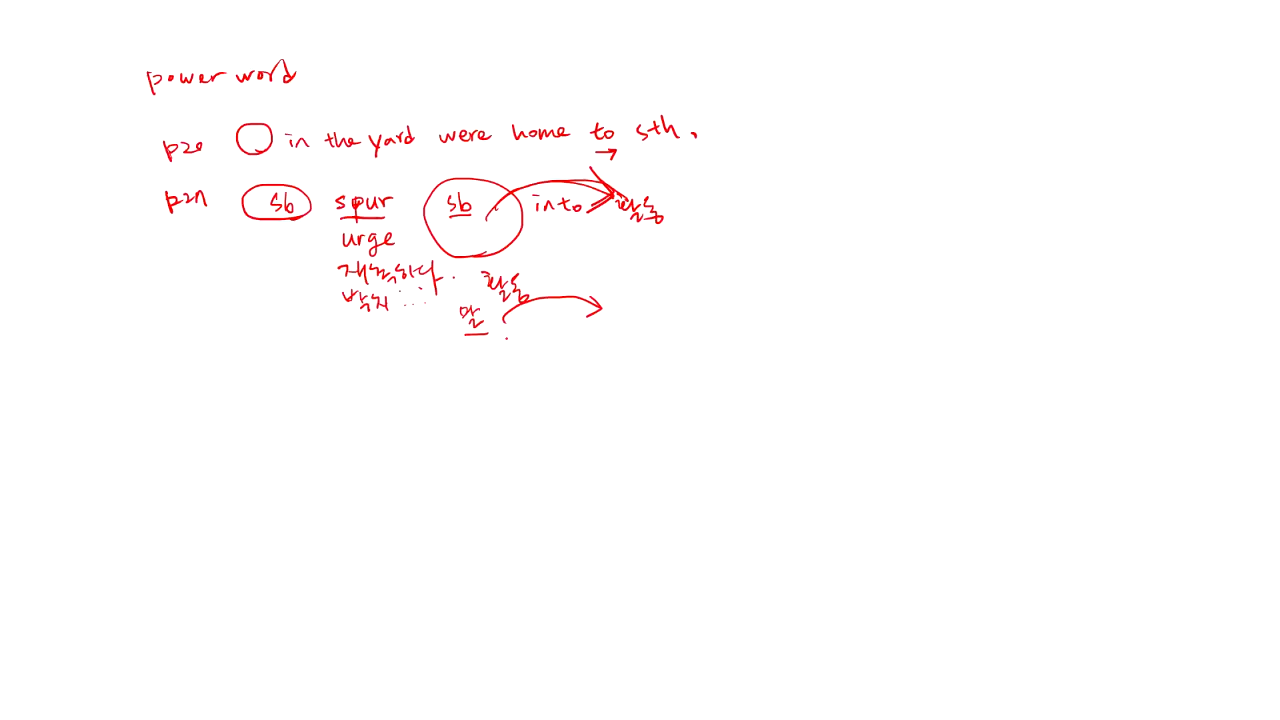 power word
p20 in the yard were home to sth.
p21 sb spur sb into 활동
urge
재촉하다.
박차... 활동
말